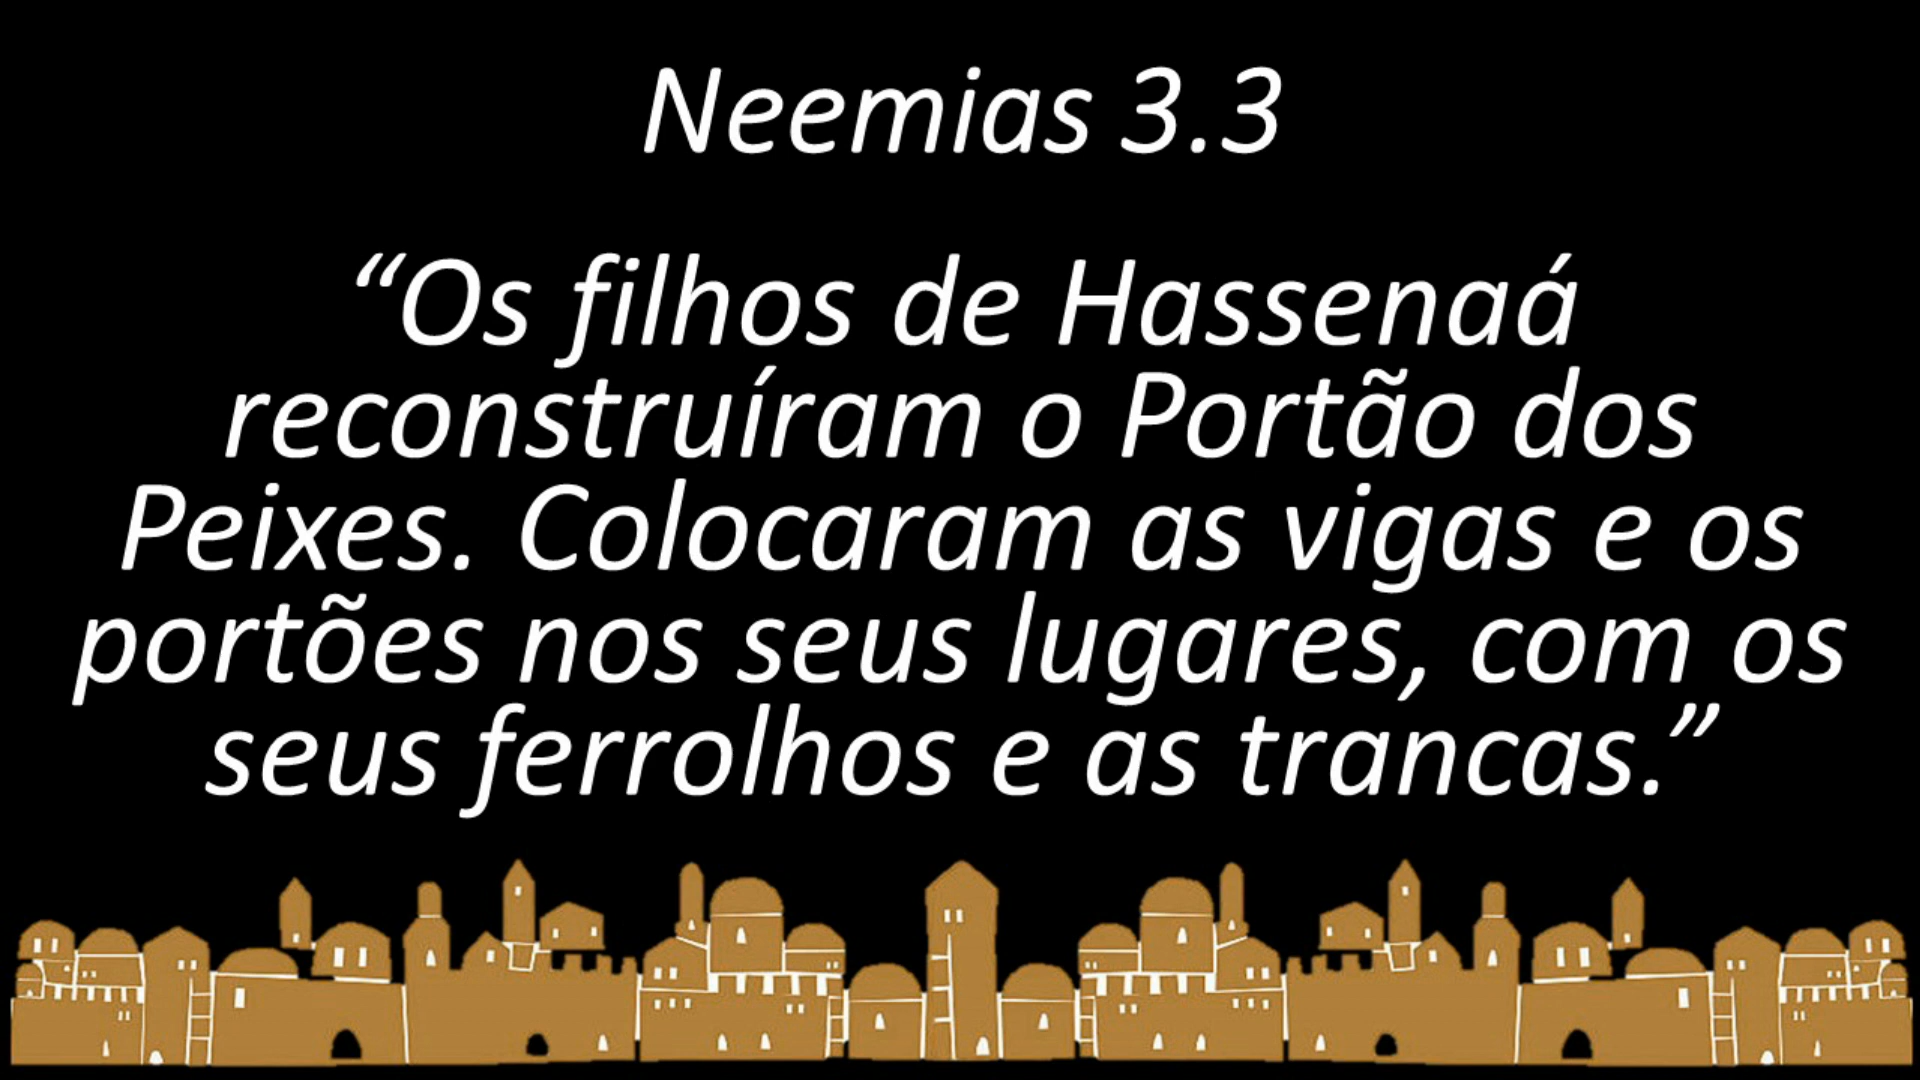 Neemias 3.3
“Os filhos de Hassenaá
reconstruíram o Portão dos
Peixes. Colocaram as vigas e os
portões nos seus lugares, com os
seus ferrolhos e as trancas.”